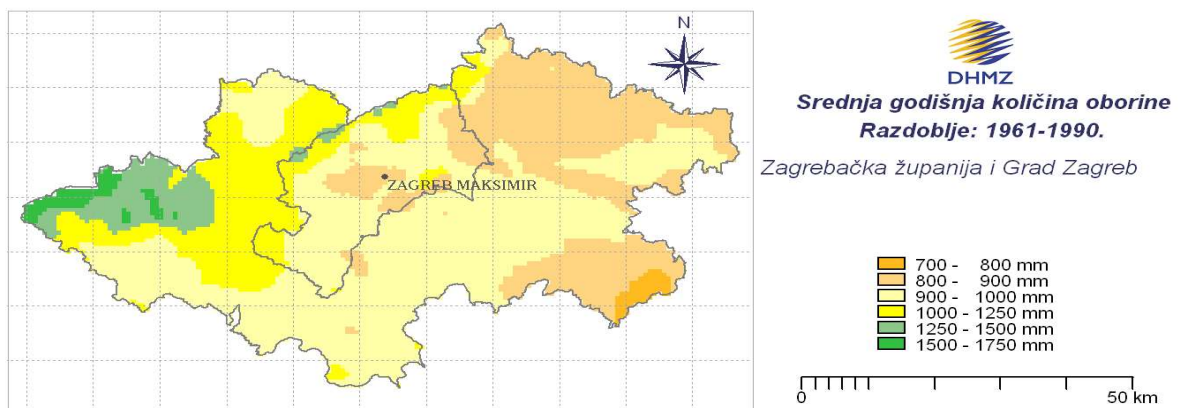 N
ZAGREB MAKSIMIR
DHMZ
Srednja godišnja količina oborine
Razdoblje: 1961-1990.
Zagrebačka županija i Grad Zagreb
700 - 800 mm
800 - 900 mm
900 - 1000 mm
1000 - 1250 mm
1250 - 1500 mm
1500 - 1750 mm
0 50 km